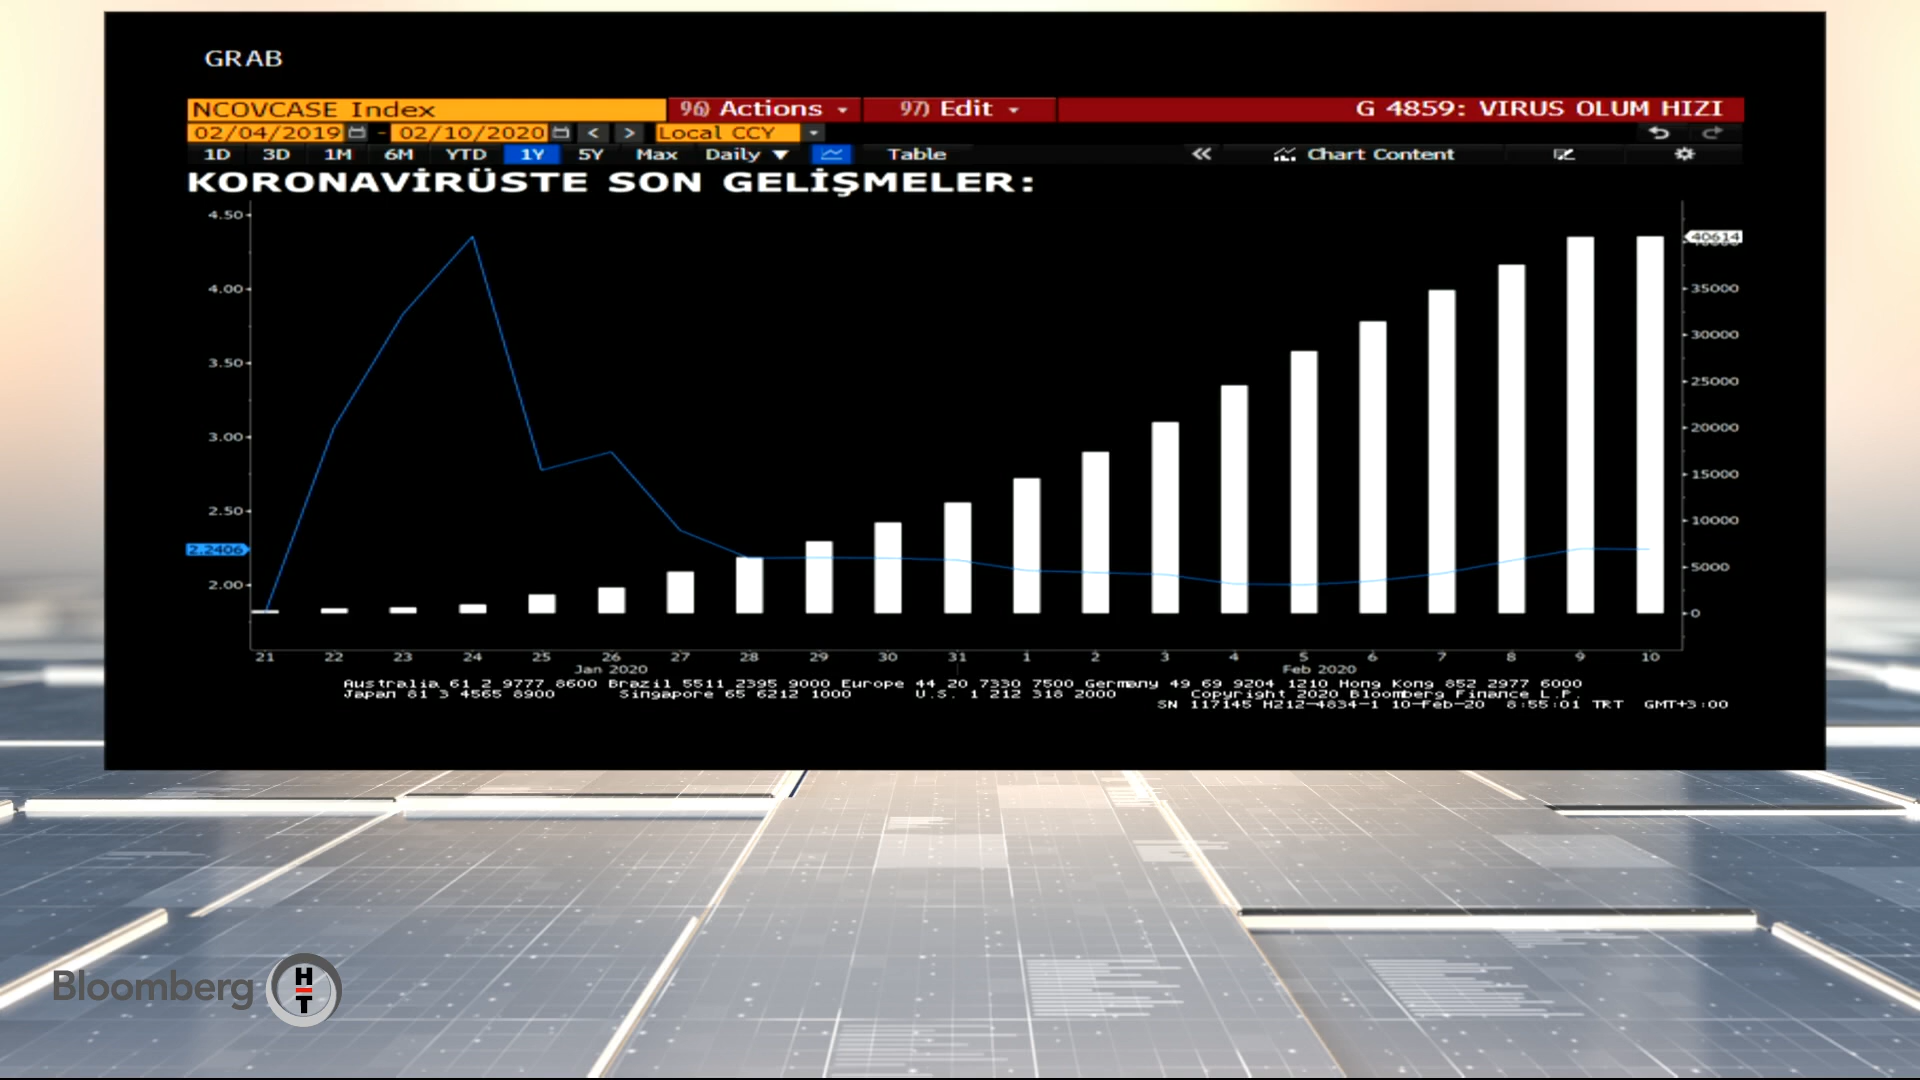 GRAB
NCOVCASE Index 96) Actions 97) Edit G 4859: VIRUS OLUM HIZI
02/04/2019 - 02/10/2020 < > Local CCY
1D 3D 1M 6M YTD 1Y 5Y Max Daily ▼ Table « Chart Content
KORONAVİRÜSTE SON GELİŞMELER:
4.50
4.00
3.50
3.00
2.50
2.2406
2.00
40614
35000
30000
25000
20000
15000
10000
5000
0
21 22 23 24 25 26 27 28 29 30 31 1 2 3 4 5 6 7 8 9 10
Jan 2020 Feb 2020
Australia 61 2 9777 8600 Brazil 5511 2395 9000 Europe 44 20 7330 7500 Germany 49 69 9204 1210 Hong Kong 852 2977 6000
Japan 81 3 4565 8900 Singapore 65 6212 1000 U.S. 1 212 318 2000 Copyright 2020 Bloomberg Finance L.P.
SN 117145 H212-4834-1 10-Feb-20 8:55:01 TRT GMT+3:00
Bloomberg HT